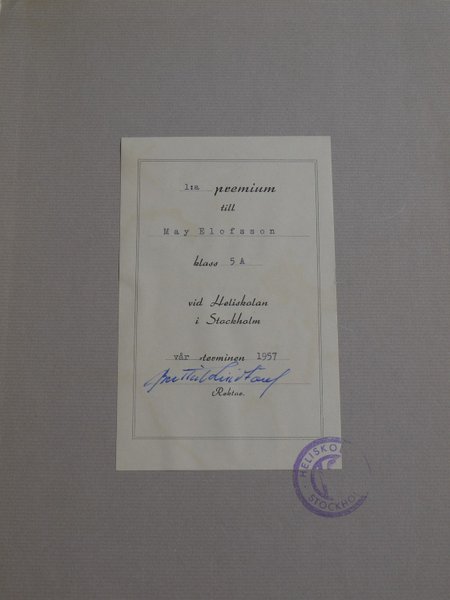 1:a premium
till
May Elofsson
klass 5 A
vid Heliskolan
i Stockholm
vår terminen 1957
Rektor.
HELISKO
STOCKHO